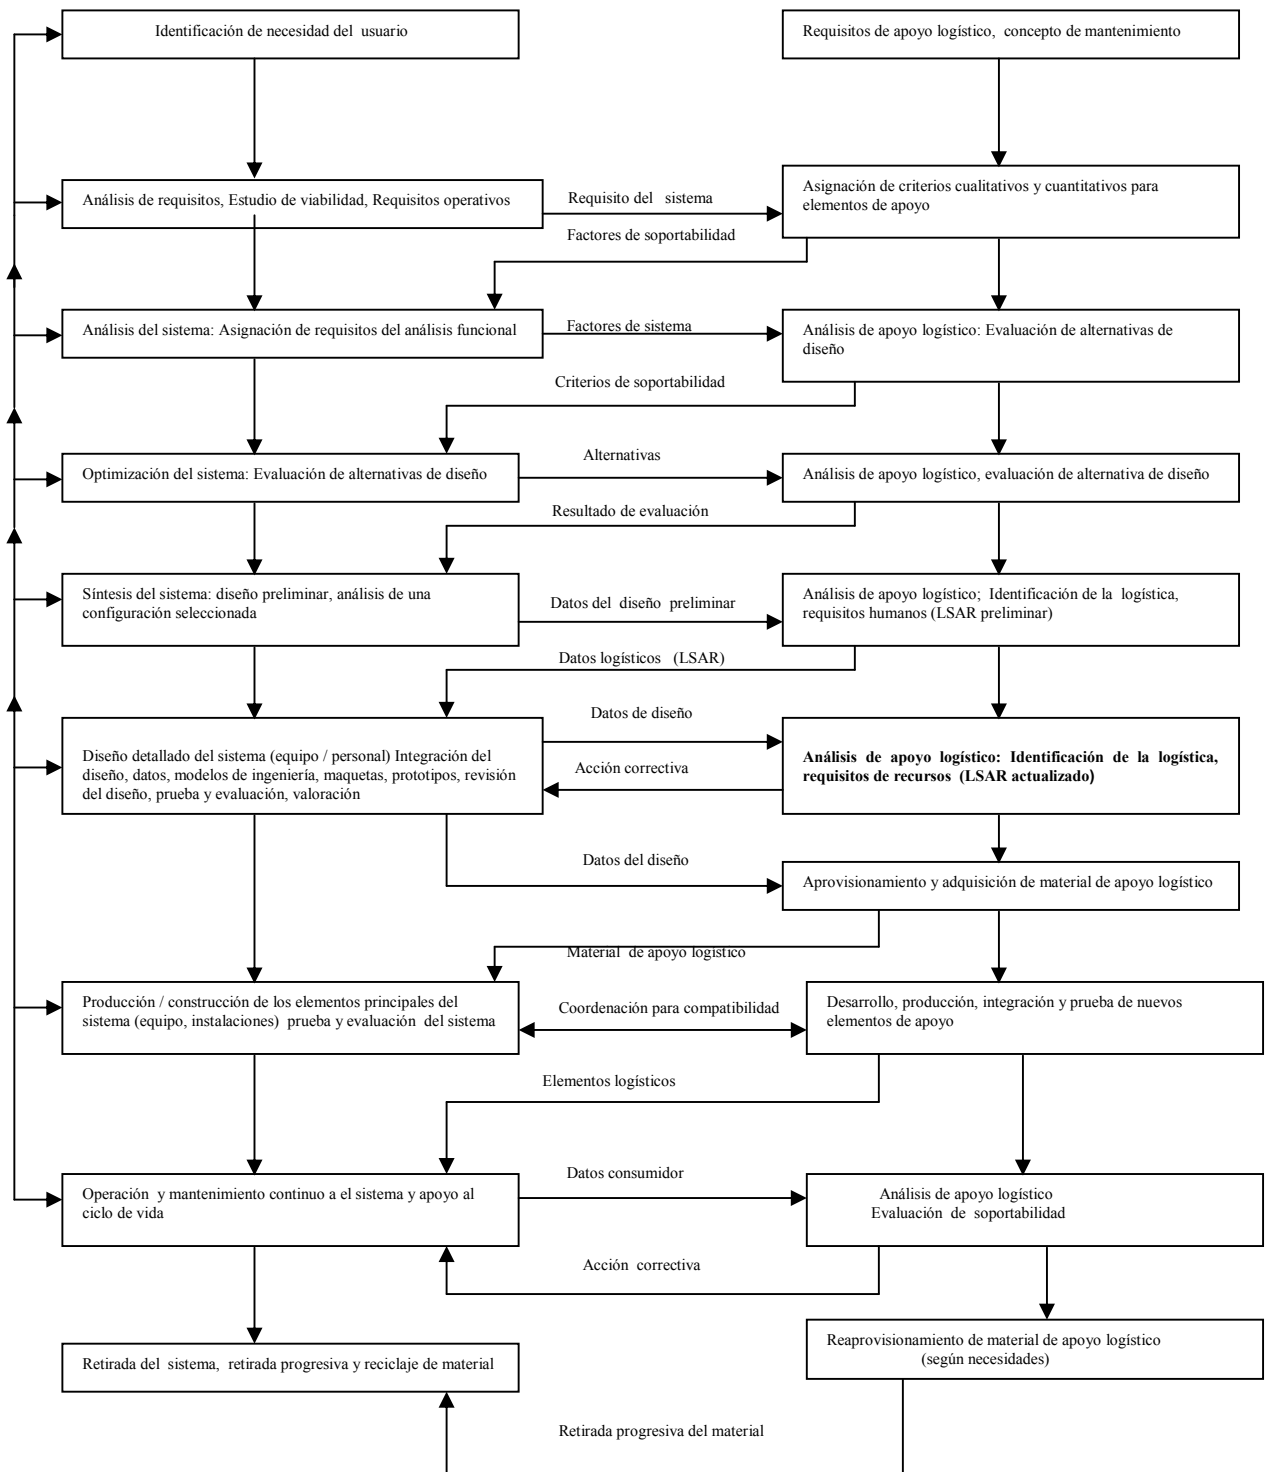 Identificación de necesidad del usuario
Requisitos de apoyo logístico, concepto de mantenimiento
Análisis de requisitos, Estudio de viabilidad, Requisitos operativos
Requisito del sistema
Asignación de criterios cualitativos y cuantitativos para
elementos de apoyo
Factores de soportabilidad
Análisis del sistema: Asignación de requisitos del análisis funcional
Factores de sistema
Análisis de apoyo logístico: Evaluación de alternativas de
diseño
Criterios de soportabilidad
Optimización del sistema: Evaluación de alternativas de diseño
Alternativas
Análisis de apoyo logístico, evaluación de alternativa de diseño
Resultado de evaluación
Síntesis del sistema: diseño preliminar, análisis de una
configuración seleccionada
Datos del diseño preliminar
Análisis de apoyo logístico; Identificación de la logística,
requisitos humanos (LSAR preliminar)
Datos logísticos (LSAR)
Datos de diseño
Diseño detallado del sistema (equipo / personal) Integración del
diseño, datos, modelos de ingeniería, maquetas, prototipos, revisión
del diseño, prueba y evaluación, valoración
Acción correctiva
Análisis de apoyo logístico: Identificación de la logística,
requisitos de recursos (LSAR actualizado)
Datos del diseño
Aprovisionamiento y adquisición de material de apoyo logístico
Material de apoyo logístico
Producción / construcción de los elementos principales del
sistema (equipo, instalaciones) prueba y evaluación del sistema
Coordenación para compatibilidad
Desarrollo, producción, integración y prueba de nuevos
elementos de apoyo
Elementos logísticos
Operación y mantenimiento continuo a el sistema y apoyo al
ciclo de vida
Datos consumidor
Análisis de apoyo logístico
Evaluación de soportabilidad
Acción correctiva
Retirada del sistema, retirada progresiva y reciclaje de material
Reaprovisionamiento de material de apoyo logístico
(según necesidades)
Retirada progresiva del material